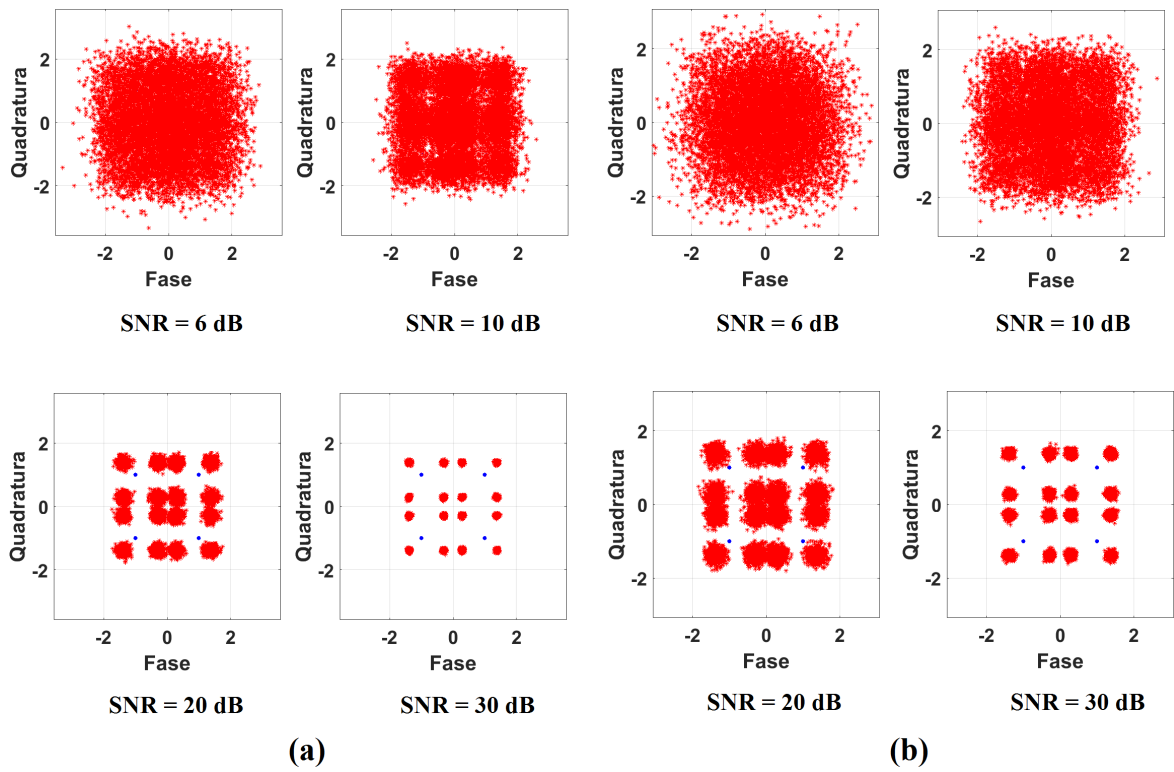 Quadratura
2
0
-2
-2 0 2
Fase
SNR = 6 dB
Quadratura
2
0
-2
-2 0 2
Fase
SNR = 10 dB
Quadratura
2
0
-2
-2 0 2
Fase
SNR = 20 dB
Quadratura
2
0
-2
-2 0 2
Fase
SNR = 30 dB
(a)
Quadratura
2
0
-2
-2 0 2
Fase
SNR = 6 dB
Quadratura
2
0
-2
-2 0 2
Fase
SNR = 10 dB
Quadratura
2
0
-2
-2 0 2
Fase
SNR = 20 dB
Quadratura
2
0
-2
-2 0 2
Fase
SNR = 30 dB
(b)